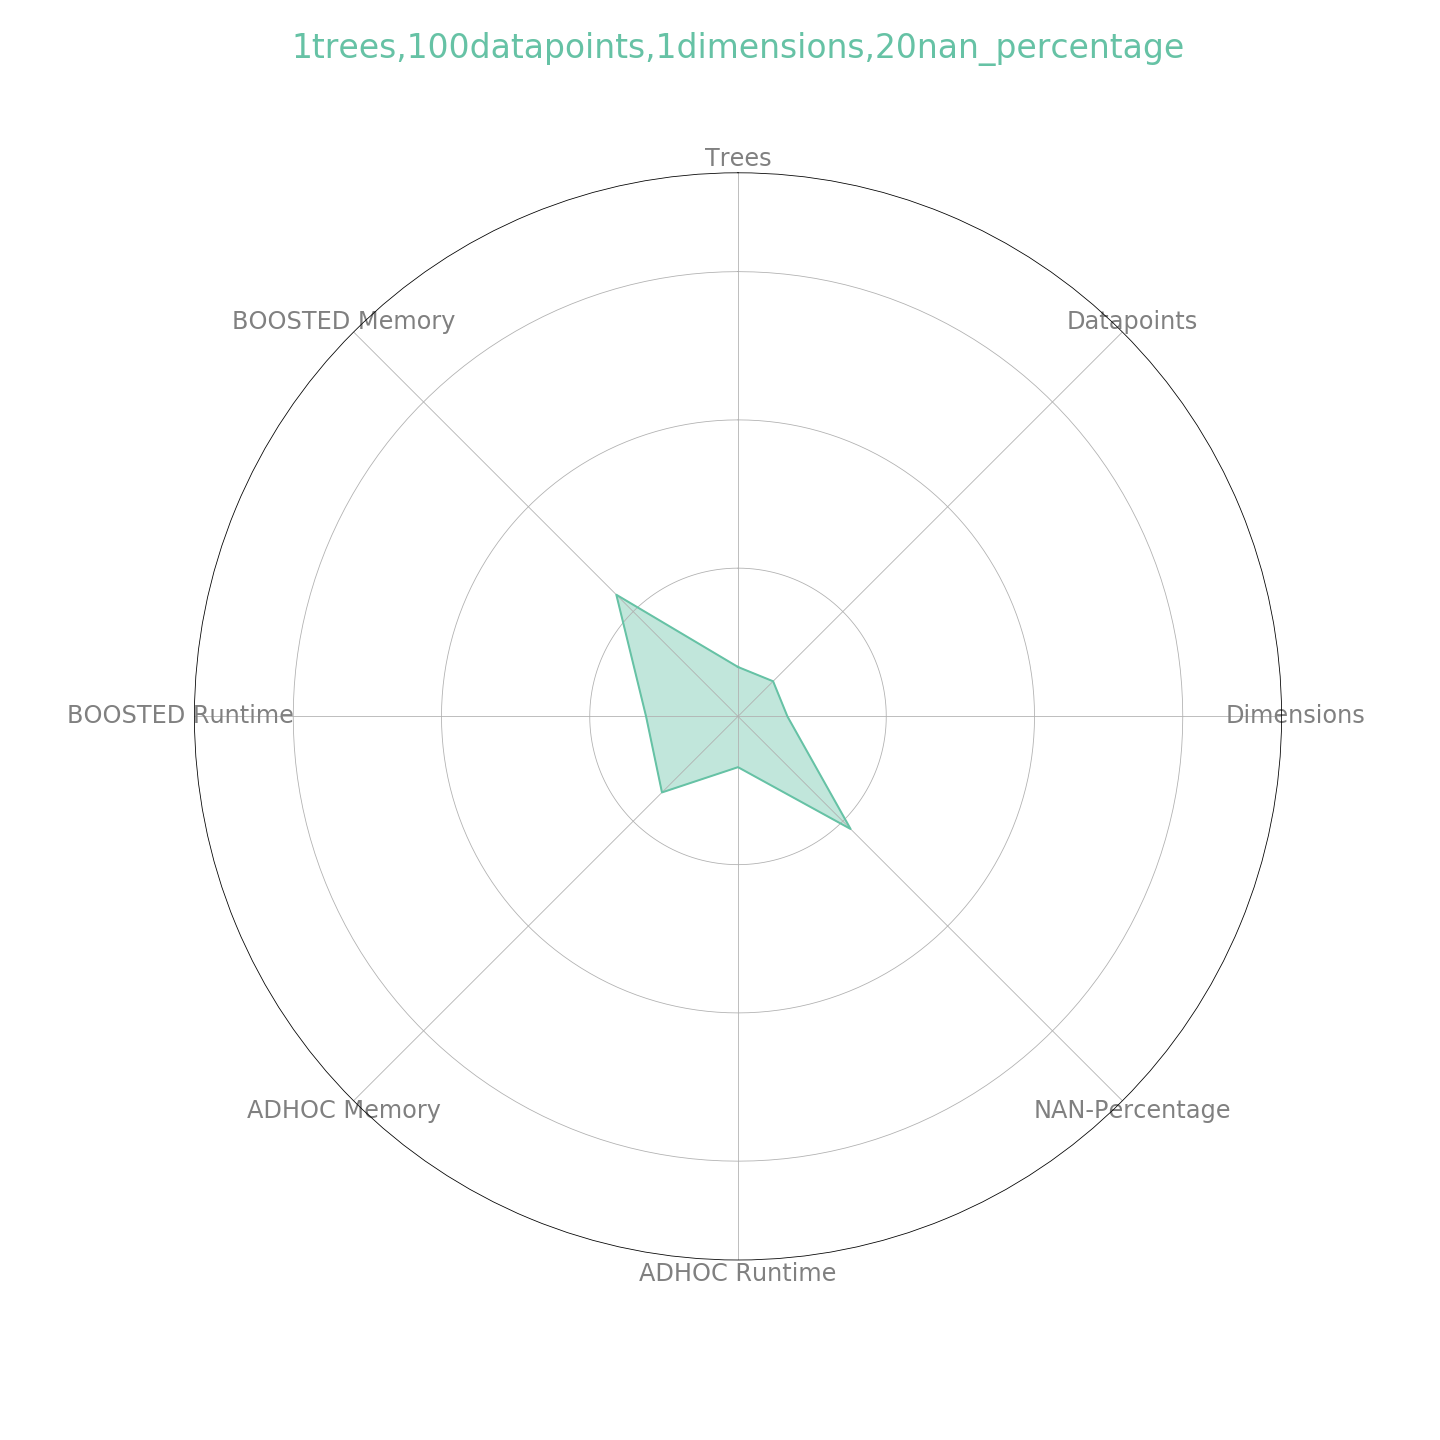 1trees,100datapoints,1dimensions,20nan_percentage
Trees
BOOSTED Memory
Datapoints
BOOSTED Runtime
Dimensions
ADHOC Memory
NAN-Percentage
ADHOC Runtime